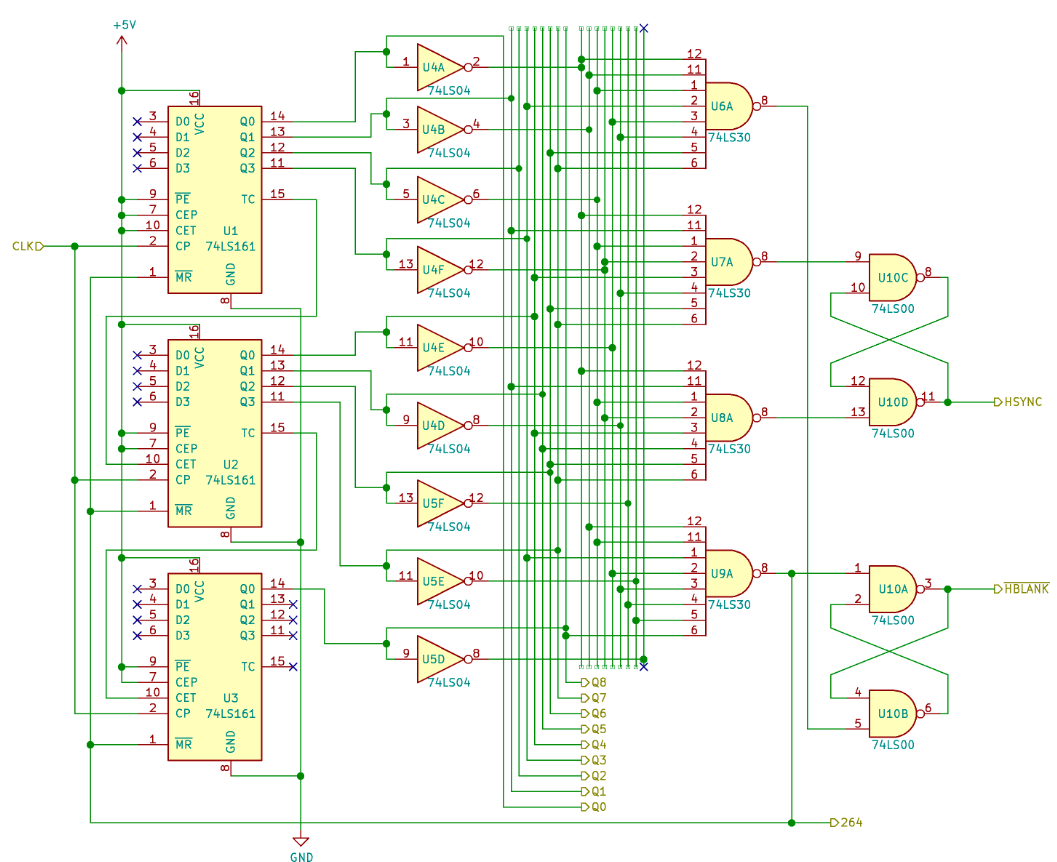 +5V
16
VCC
3 D0 Q0 14
4 D1 Q1 13
5 D2 Q2 12
6 D3 Q3 11
9 PE TC 15
7 CEP
10 CET U1
CLK 2 CP 74LS161
1 MR GND
8
16
VCC
3 D0 Q0 14
4 D1 Q1 13
5 D2 Q2 12
6 D3 Q3 11
9 PE TC 15
7 CEP
10 CET U2
2 CP 74LS161
1 MR GND
8
16
VCC
3 D0 Q0 14
4 D1 Q1 13
5 D2 Q2 12
6 D3 Q3 11
9 PE TC 15
7 CEP
10 CET U3
2 CP 74LS161
1 MR GND
8
GND
1 U4A 2
74LS04
3 U4B 4
74LS04
5 U4C 6
74LS04
13 U4F 12
74LS04
11 U4E 10
74LS04
9 U4D 8
74LS04
13 U5F 12
74LS04
11 U5E 10
74LS04
9 U5D 8
74LS04
Q8
Q7
Q6
Q5
Q4
Q3
Q2
Q1
Q0
12
11
1
2 U6A 8
3
4 74LS30
5
6
12
11
1
2 U7A 8
3
4 74LS30
5
6
12
11
1
2 U8A 8
3
4 74LS30
5
6
12
11
1
2 U9A 8
3
4 74LS30
5
6
9 U10C 8
10
74LS00
12
U10D 11 HSYNC
13
74LS00
1
U10A 3 HBLANK
2
74LS00
4
U10B 6
5
74LS00
264